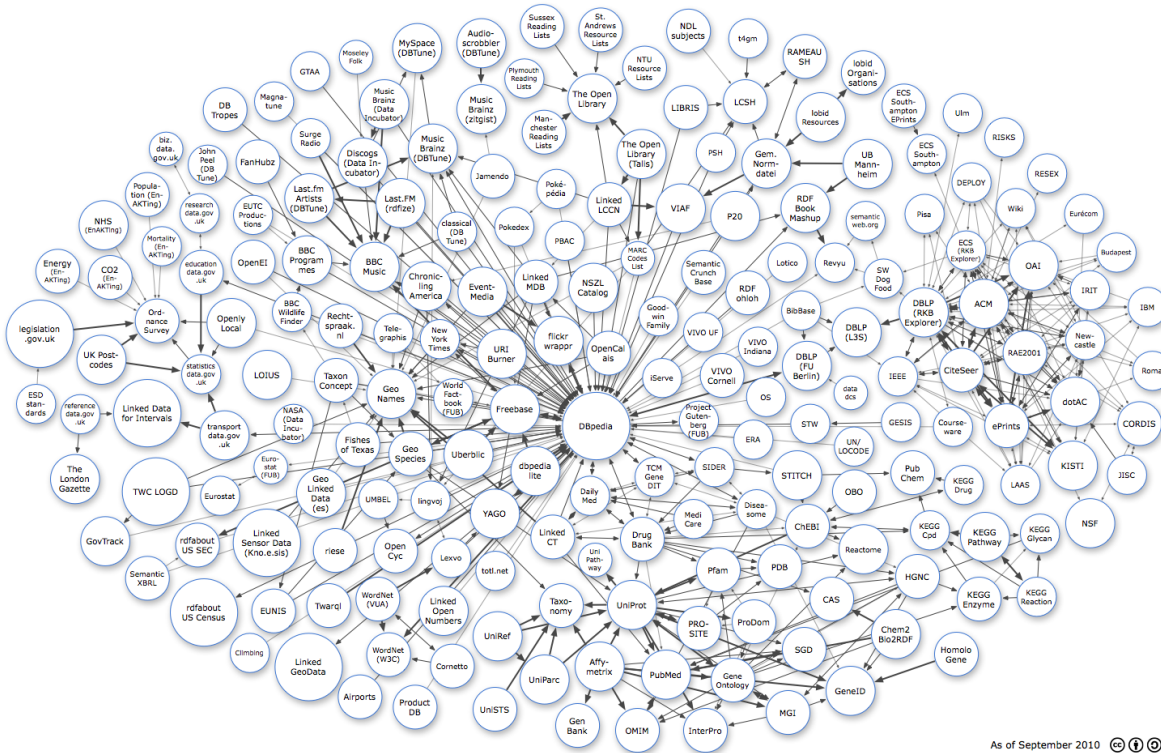 Sussex
Reading
Lists
St.
Andrews
Resource
Lists
NDL
subjects
t4gm
RAMEAU
SH
lobid
Organi-
sations
Audio-
scrobbler
(DBTune)
MySpace
(DBTune)
Moseley
Folk
GTAA
Plymouth
Reading
Lists
NTU
Resource
Lists
The Open
Library
LIBRIS
LCSH
lobid
Resources
ECS
South-
ampton
EPrints
Ulm
RISKS
Magna-
tune
DB
Tropes
Music
Brainz
(Data
Incubator)
Music
Brainz
(zitgist)
Man-
chester
Reading
Lists
The Open
Library
(Talis)
PSH
Gem.
Norm-
datei
UB
Mann-
heim
ECS
South-
ampton
RESEX
biz.
data.
gov.uk
John
Peel
(DB
Tune)
FanHubz
Surge
Radio
Discogs
(Data In-
cubator)
Music
Brainz
(DBTune)
Jamendo
Poké-
pédia
Linked
LCCN
VIAF
P20
RDF
Book
Mashup
DEPLOY
Wiki
Eurécom
Popula-
tion (En-
AKTing)
research
data.gov
.uk
EUTC
Produc-
tions
Last.fm
Artists
(DBTune)
Last.FM
(rdfize)
classical
(DB
Tune)
Pokedex
PBAC
MARC
Codes
List
semantic
web.org
Pisa
ECS
(RKB
Explorer)
OAI
Budapest
NHS
(EnAKTing)
Mortality
(En-
AKTing)
education
data.gov
.uk
OpenEI
BBC
Program
mes
BBC
Music
Chronic-
ling
America
Event-
Media
Linked
MDB
NSZL
Catalog
Semantic
Crunch
Base
RDF
ohloh
Lotico
Revyu
SW
Dog
Food
Energy
(En-
AKTing)
CO2
(En-
AKTing)
BBC
Wildlife
Finder
Good-
win
Family
BibBase
DBLP
(RKB
Explorer)
ACM
IRIT
IBM
legislation
.gov.uk
Ord-
nance
Survey
Openly
Local
Recht-
spraak.
nl
Tele-
graphis
New
York
Times
URI
Burner
flickr
wrappr
OpenCal
ais
VIVO UF
VIVO
Indiana
DBLP
(L3S)
RAE2001
New-
castle
UK Post-
codes
statistics
data.gov
.uk
LOIUS
Taxon
Concept
Geo
Names
World
Fact-
book
(FUB)
Freebase
iServe
VIVO
Cornell
DBLP
(FU
Berlin)
IEEE
CiteSeer
Roma
ESD
stan-
dards
reference
data.gov
.uk
Linked Data
for Intervals
transport
data.gov
.uk
NASA
(Data
Incu-
bator)
Fishes
of Texas
Geo
Species
Uberblic
DBpedia
Project
Guten-
berg
(FUB)
OS
data
dcs
STW
GESIS
Course-
ware
ePrints
dotAC
CORDIS
The
London
Gazette
TWC LOGD
Eurostat
Euro-
stat
(FUB)
Geo
Linked
Data
(es)
UMBEL
lingvoj
dbpedia
lite
YAGO
Daily
Med
TCM
Gene
DIT
SIDER
ERA
STITCH
UN/
LOCODE
OBO
Pub
Chem
KEGG
Drug
LAAS
KISTI
JISC
NSF
GovTrack
rdfabout
US SEC
Linked
Sensor Data
(Kno.e.sis)
riese
Open
Cyc
Linked
CT
Drug
Bank
Medi
Care
Disea-
some
ChEBI
KEGG
Cpd
KEGG
Pathway
KEGG
Glycan
Semantic
XBRL
rdfabout
US Census
EUNIS
Twarql
Lexvo
totl.net
Uni
Path-
way
Pfam
PDB
Reactome
HGNC
KEGG
Enzyme
KEGG
Reaction
WordNet
(VUA)
Linked
Open
Numbers
Taxo-
nomy
UniProt
PRO-
SITE
ProDom
CAS
Chem2
Bio2RDF
Climbing
Linked
GeoData
WordNet
(W3C)
Cornetto
UniRef
UniParc
Affy-
metrix
PubMed
Gene
Ontology
SGD
GeneID
Homolo
Gene
Airports
Product
DB
UniSTS
Gen
Bank
OMIM
InterPro
MGI
As of September 2010